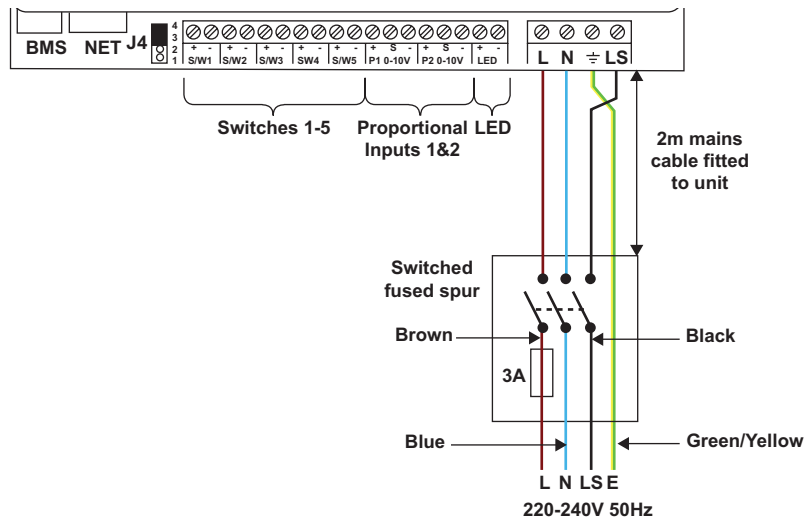 BMS NET J4
4
3
2
1
+ - + - + - + - + - + S - + S - + -
S/W1 S/W2 S/W3 SW4 S/W5 P1 0-10V P2 0-10V LED
L N LS
Switches 1-5
Proportional
Inputs 1&2
LED
2m mains
cable fitted
to unit
Switched
fused spur
Brown
Black
3A
Blue
Green/Yellow
L N LS E
220-240V 50Hz